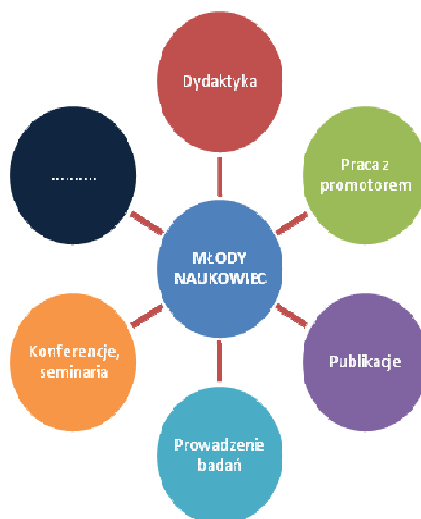 Dydaktyka
Praca z
promotorem
Publikacje
Prowadzenie
badań
Konferencje,
seminaria
..........
MŁODY
NAUKOWIEC